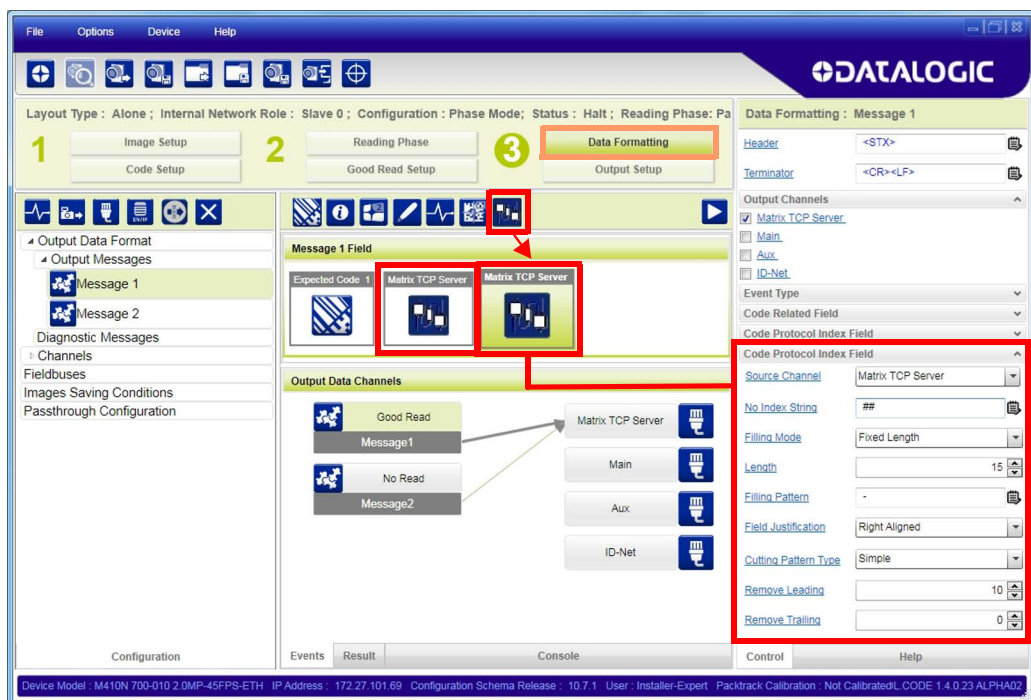 File Options Device Help
DATALOGIC
Layout Type : Alone ; Internal Network Role : Slave 0 ; Configuration : Phase Mode; Status : Halt ; Reading Phase: Pa
1
Image Setup
Code Setup
2
Reading Phase
Good Read Setup
3
Data Formatting
Output Setup
Output Data Format
Output Messages
Message 1
Message 2
Diagnostic Messages
Channels
Fieldbuses
Images Saving Conditions
Passthrough Configuration
Configuration
Message 1 Field
Expected Code 1
Matrix TCP Server
Matrix TCP Server
Output Data Channels
Good Read
Message1
No Read
Message2
Matrix TCP Server
Main
Aux
ID-Net
Events Result Console
Data Formatting : Message 1
Header <STX>
Terminator <CR><LF>
Output Channels
Matrix TCP Server
Main
Aux
ID-Net
Event Type
Code Related Field
Code Protocol Index Field
Code Protocol Index Field
Source Channel Matrix TCP Server
No Index String ##
Filling Mode Fixed Length
Length 15
Filling Pattern -
Field Justification Right Aligned
Cutting Pattern Type Simple
Remove Leading 10
Remove Trailing 0
Control Help
Device Model : M410N 700-010 2.0MP-45FPS-ETH IP Address : 172.27.101.69 Configuration Schema Release : 10.7.1 User : Installer-Expert Packtrack Calibration : Not Calibrated L.CODE 1.4.0.23 ALPHA02